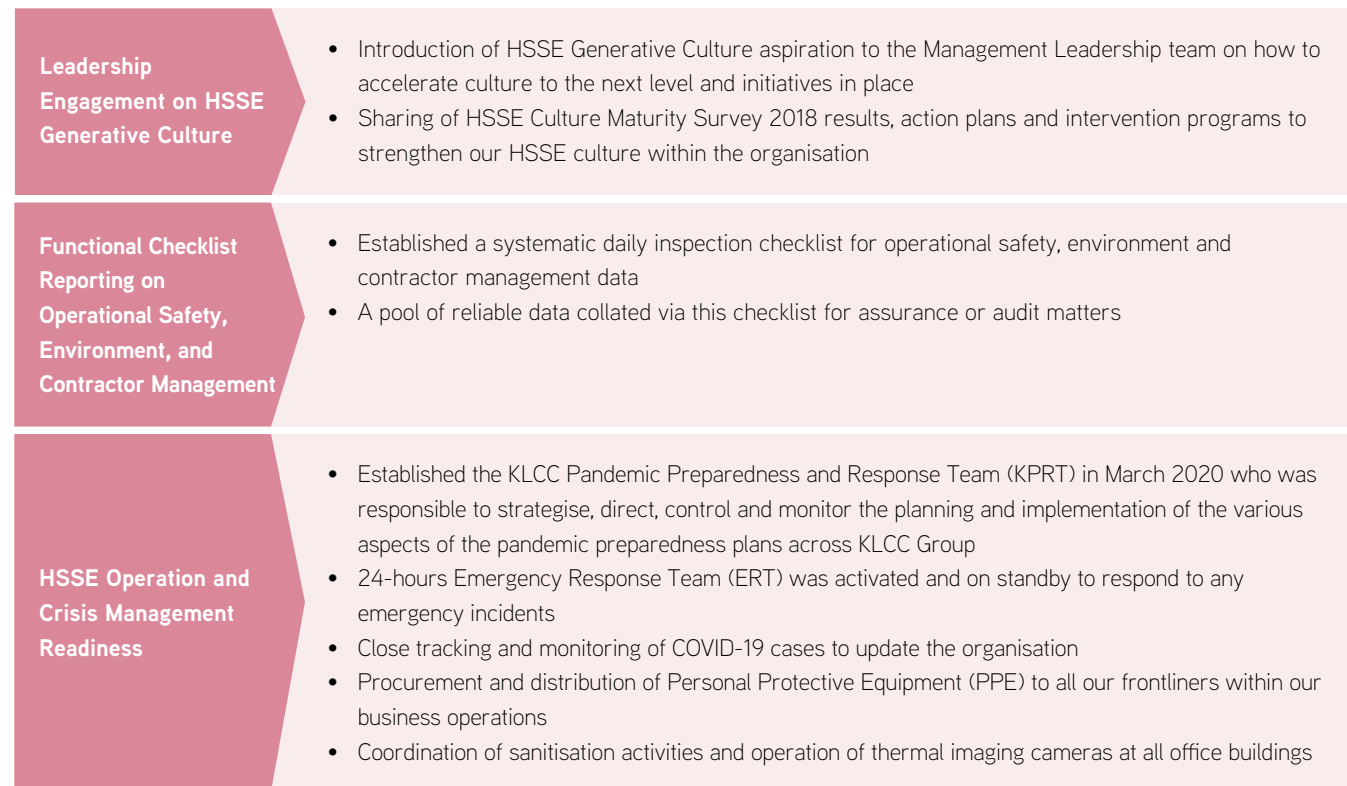 Leadership
Engagement on HSSE
Generative Culture
• Introduction of HSSE Generative Culture aspiration to the Management Leadership team on how to
accelerate culture to the next level and initiatives in place
• Sharing of HSSE Culture Maturity Survey 2018 results, action plans and intervention programs to
strengthen our HSSE culture within the organisation
Functional Checklist
Reporting on
Operational Safety,
Environment, and
Contractor Management
• Established a systematic daily inspection checklist for operational safety, environment and
contractor management data
• A pool of reliable data collated via this checklist for assurance or audit matters
HSSE Operation and
Crisis Management
Readiness
• Established the KLCC Pandemic Preparedness and Response Team (KPRT) in March 2020 who was
responsible to strategise, direct, control and monitor the planning and implementation of the various
aspects of the pandemic preparedness plans across KLCC Group
• 24-hours Emergency Response Team (ERT) was activated and on standby to respond to any
emergency incidents
• Close tracking and monitoring of COVID-19 cases to update the organisation
• Procurement and distribution of Personal Protective Equipment (PPE) to all our frontliners within our
business operations
• Coordination of sanitisation activities and operation of thermal imaging cameras at all office buildings